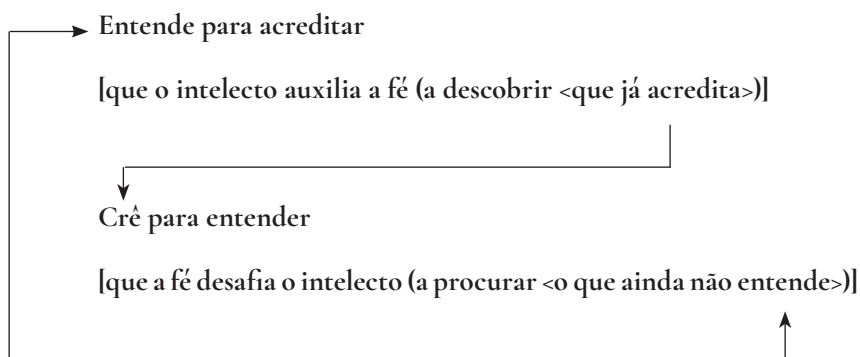 Entende para acreditar
[que o intelecto auxilia a fé (a descobrir <que já acredita>)]
Crê para entender
[que a fé desafia o intelecto (a procurar <o que ainda não entende>)]